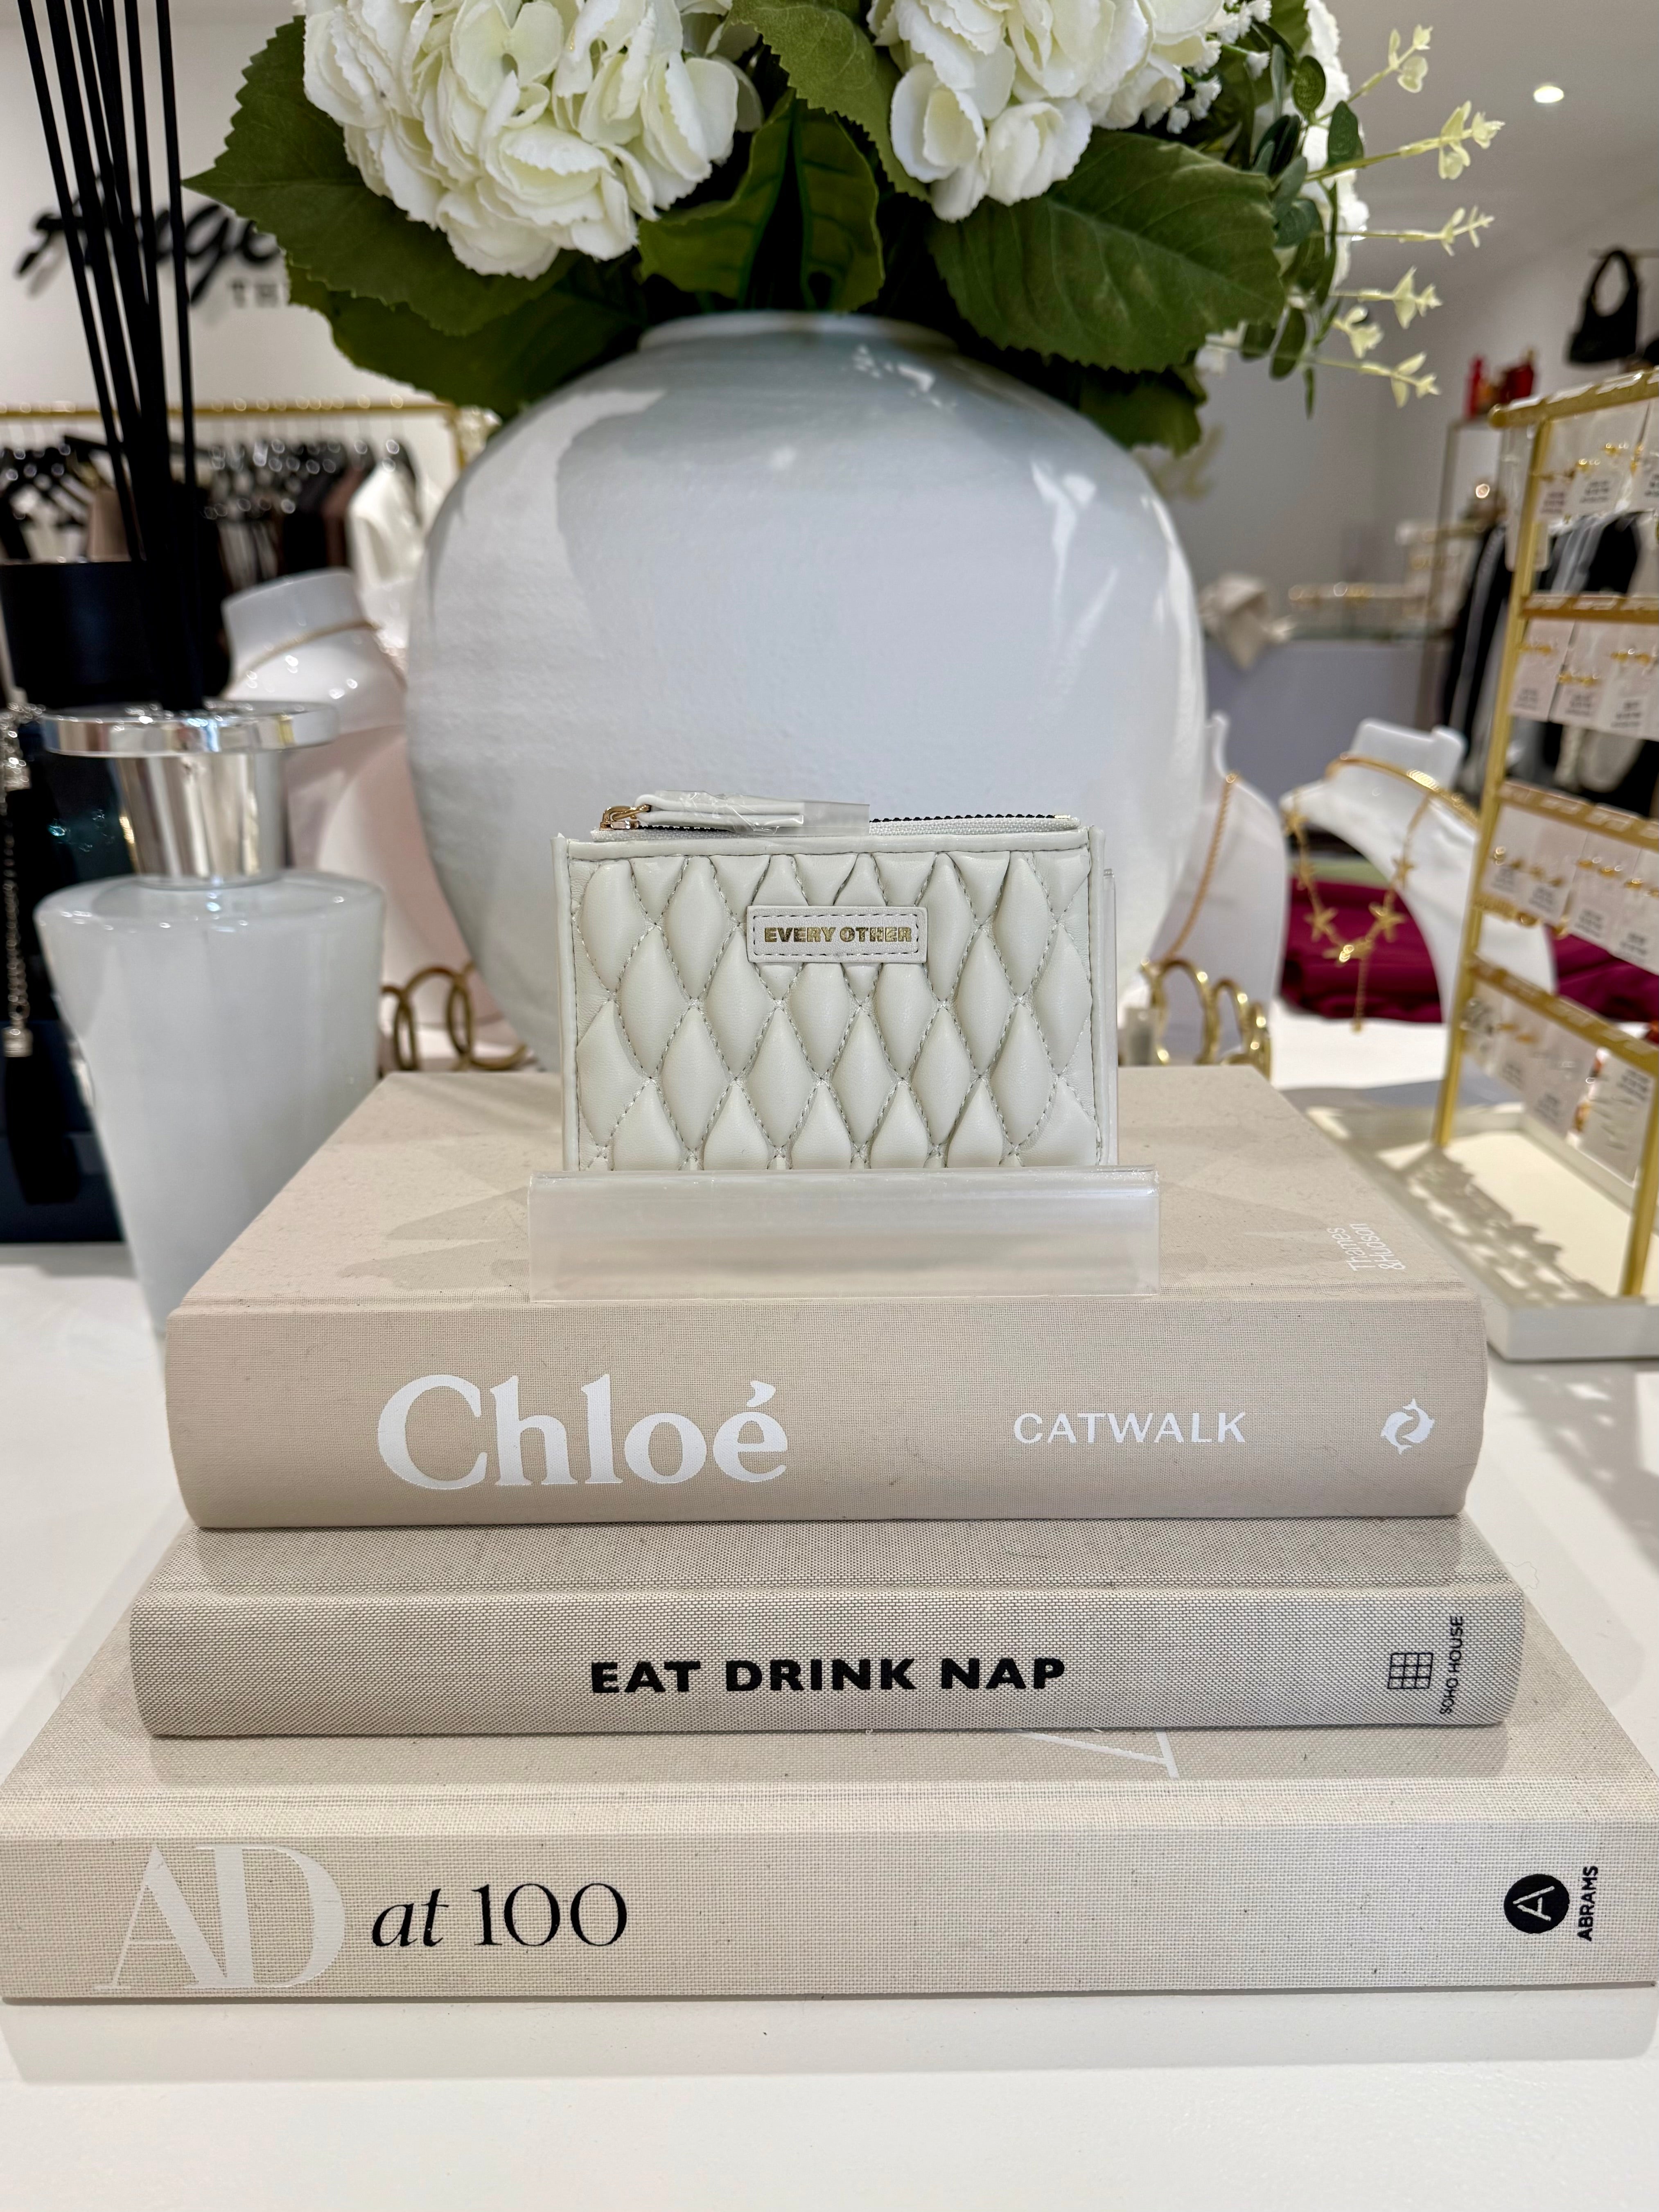 EVERY OTHER
Thames
& Hudson
Chloé CATWALK
EAT DRINK NAP SOHO HOUSE
AD at 100 A ABRAMS